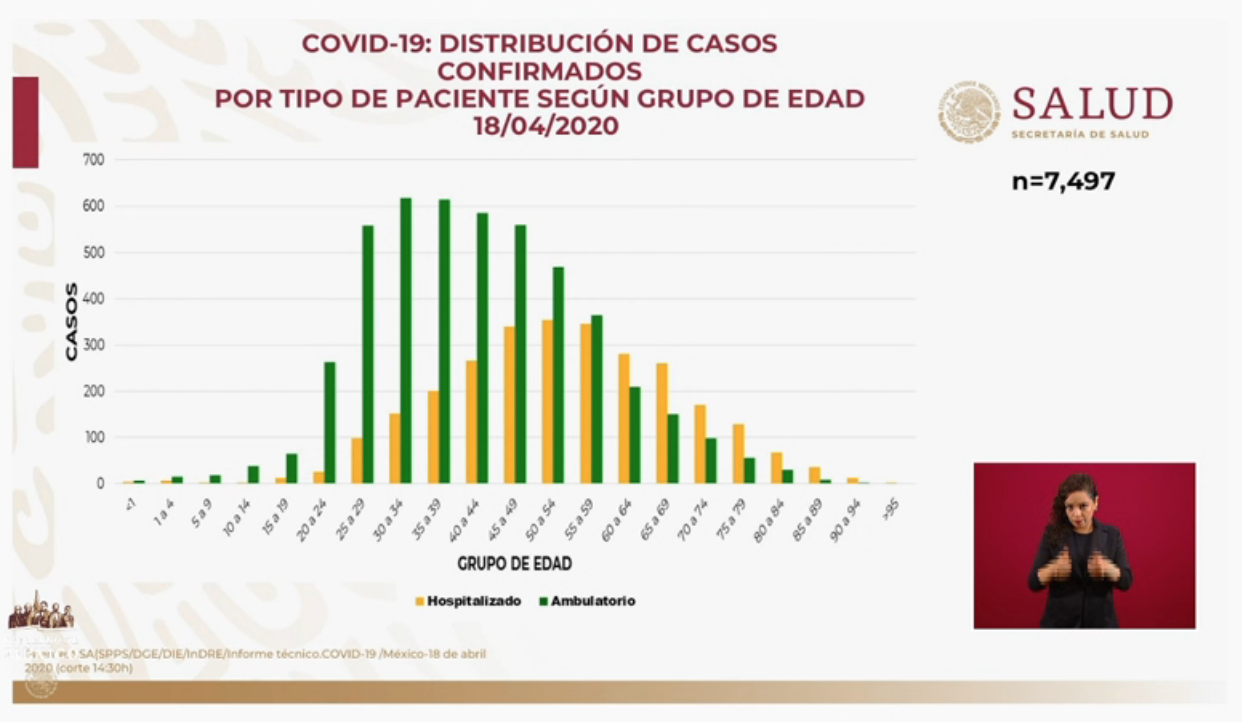 COVID-19: DISTRIBUCIÓN DE CASOS
CONFIRMADOS
POR TIPO DE PACIENTE SEGÚN GRUPO DE EDAD
18/04/2020
SALUD
SECRETARÍA DE SALUD
n=7,497
700
600
500
400
300
200
100
0
CASOS
<1
1 a 4
5 a 9
10 a 14
15 a 19
20 a 24
25 a 29
30 a 34
35 a 39
40 a 44
45 a 49
50 a 54
55 a 59
60 a 64
65 a 69
70 a 74
75 a 79
80 a 84
85 a 89
90 a 94
>95
GRUPO DE EDAD
Hospitalizado
Ambulatorio
SA(SPPS/DGE/DIE/InDRE/Informe técnico.COVID-19 /México-18 de abril
2020 (corte 14:30h)